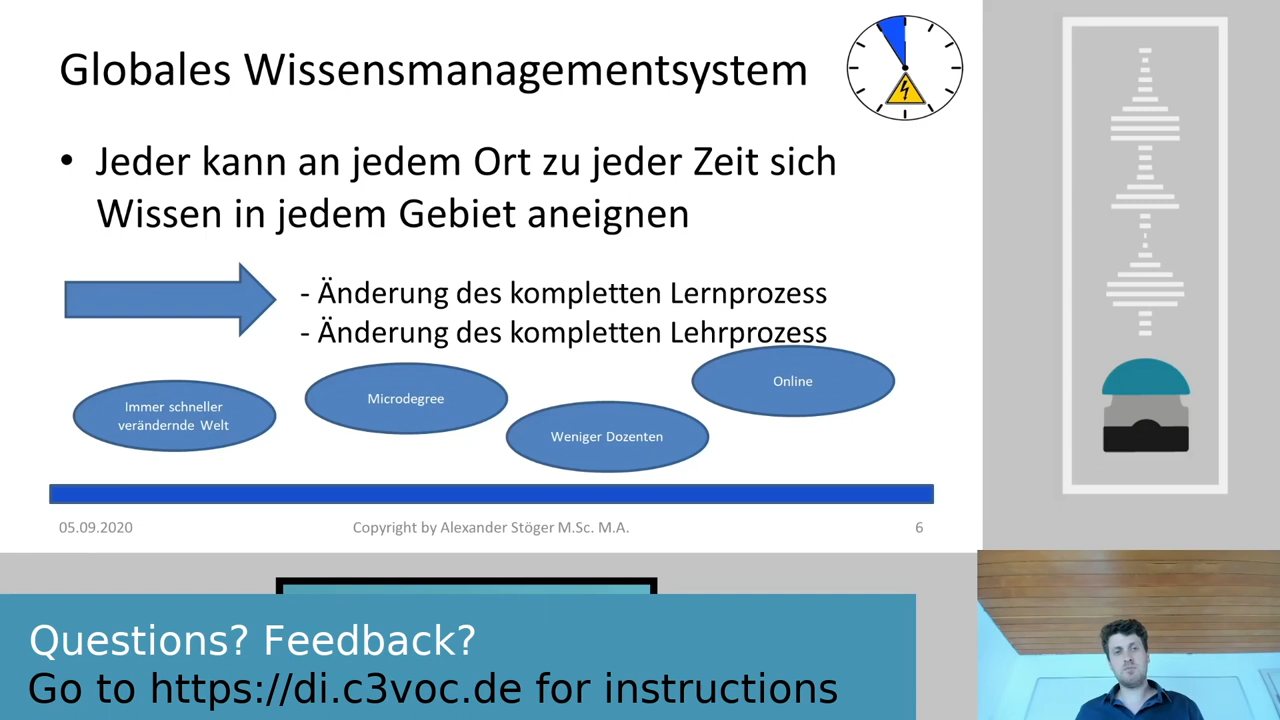 Globales Wissensmanagementsystem
• Jeder kann an jedem Ort zu jeder Zeit sich
Wissen in jedem Gebiet aneignen
- Änderung des kompletten Lernprozess
- Änderung des kompletten Lehrprozess
Immer schneller
verändernde Welt
Microdegree
Weniger Dozenten
Online
05.09.2020
Copyright by Alexander Stöger M.Sc. M.A.
6
Questions? Feedback?
Go to https://di.c3voc.de for instructions